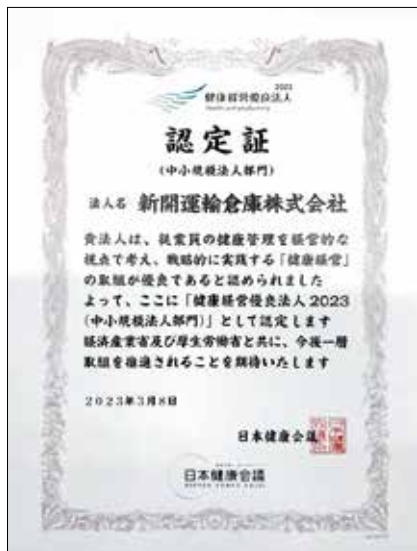 2023
健康経営優良法人
Health and productivity
認定証
(中小規模法人部門)
法人名 新開運輸倉庫株式会社
貴法人は、従業員の健康管理を経営的な
視点で考え、戦略的に実践する「健康経営」
の取組が優良であると認められました
よって、ここに「健康経営優良法人2023
(中小規模法人部門)」として認定します
経済産業省及び厚生労働省と共に、今後一層
取組を推進されることを期待いたします
2023年3月8日
日本健康会議
日本健康会議